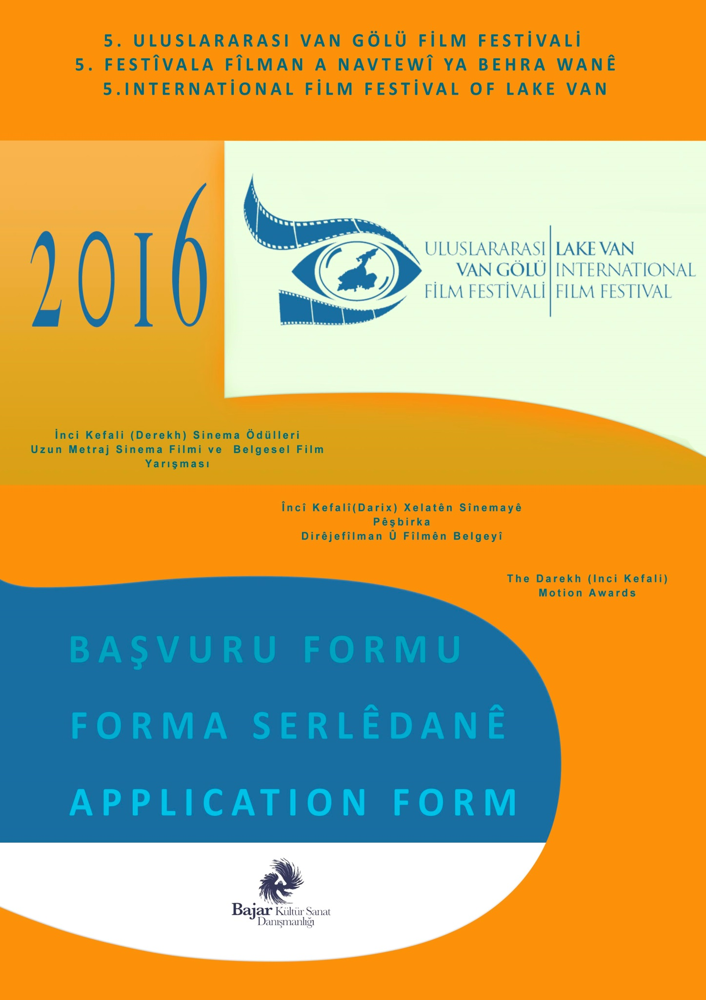 5. ULUSLARARASI VAN GÖLÜ FİLM FESTİVALİ
5. FESTÎVALA FÎLMAN A NAVTEWÎ YA BEHRA WANÊ
5.INTERNATİONAL FİLM FESTİVAL OF LAKE VAN
2016
ULUSLARARASI
VAN GÖLÜ
FİLM FESTİVALİ
LAKE VAN
INTERNATIONAL
FILM FESTIVAL
İnci Kefali (Derekh) Sinema Ödülleri
Uzun Metraj Sinema Filmi ve Belgesel Film
Yarışması
Încî Kefalî(Darix) Xelatên Sînemayê
Pêşbirka
Dirêjefîlman Û Fîlmên Belgeyî
The Darekh (Inci Kefali)
Motion Awards
BAŞVURU FORMU
FORMA SERLÊDANÊ
APPLICATION FORM
Bajar Kültür Sanat
Danışmanlığı